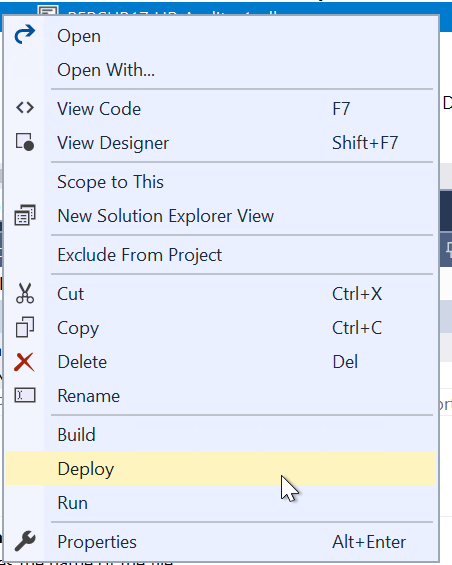 Open
Open With...
View Code F7
View Designer Shift+F7
Scope to This
New Solution Explorer View
Exclude From Project
Cut Ctrl+X
Copy Ctrl+C
Delete Del
Rename
Build
Deploy
Run
Properties Alt+Enter